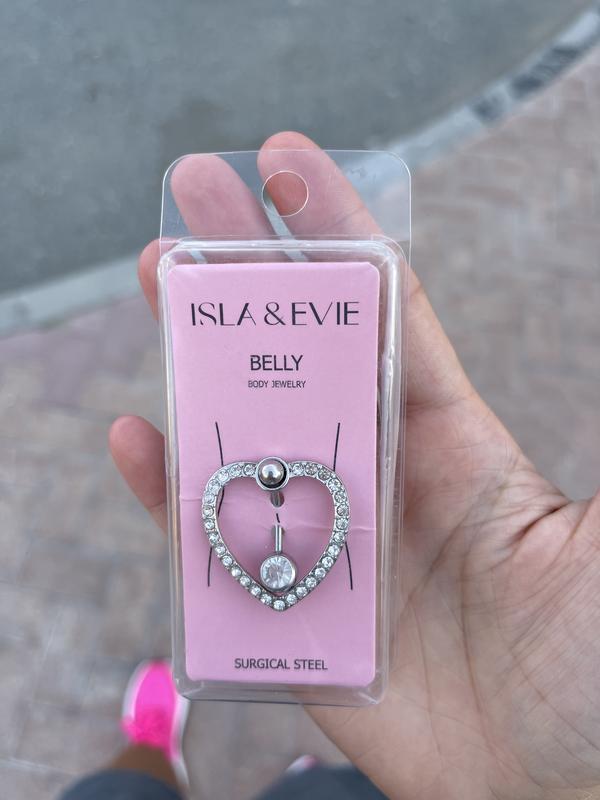 ISLA & EVIE
BELLY
BODY JEWELRY
SURGICAL STEEL